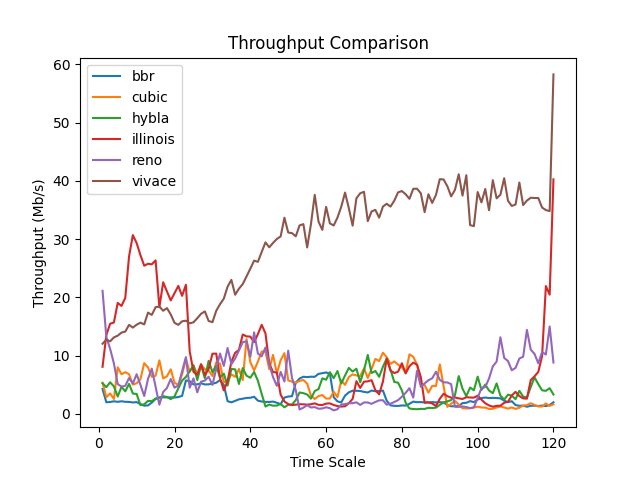 Throughput Comparison
bbr
cubic
hybla
illinois
reno
vivace
Throughput (Mb/s)
60
50
40
30
20
10
0
0 20 40 60 80 100 120
Time Scale